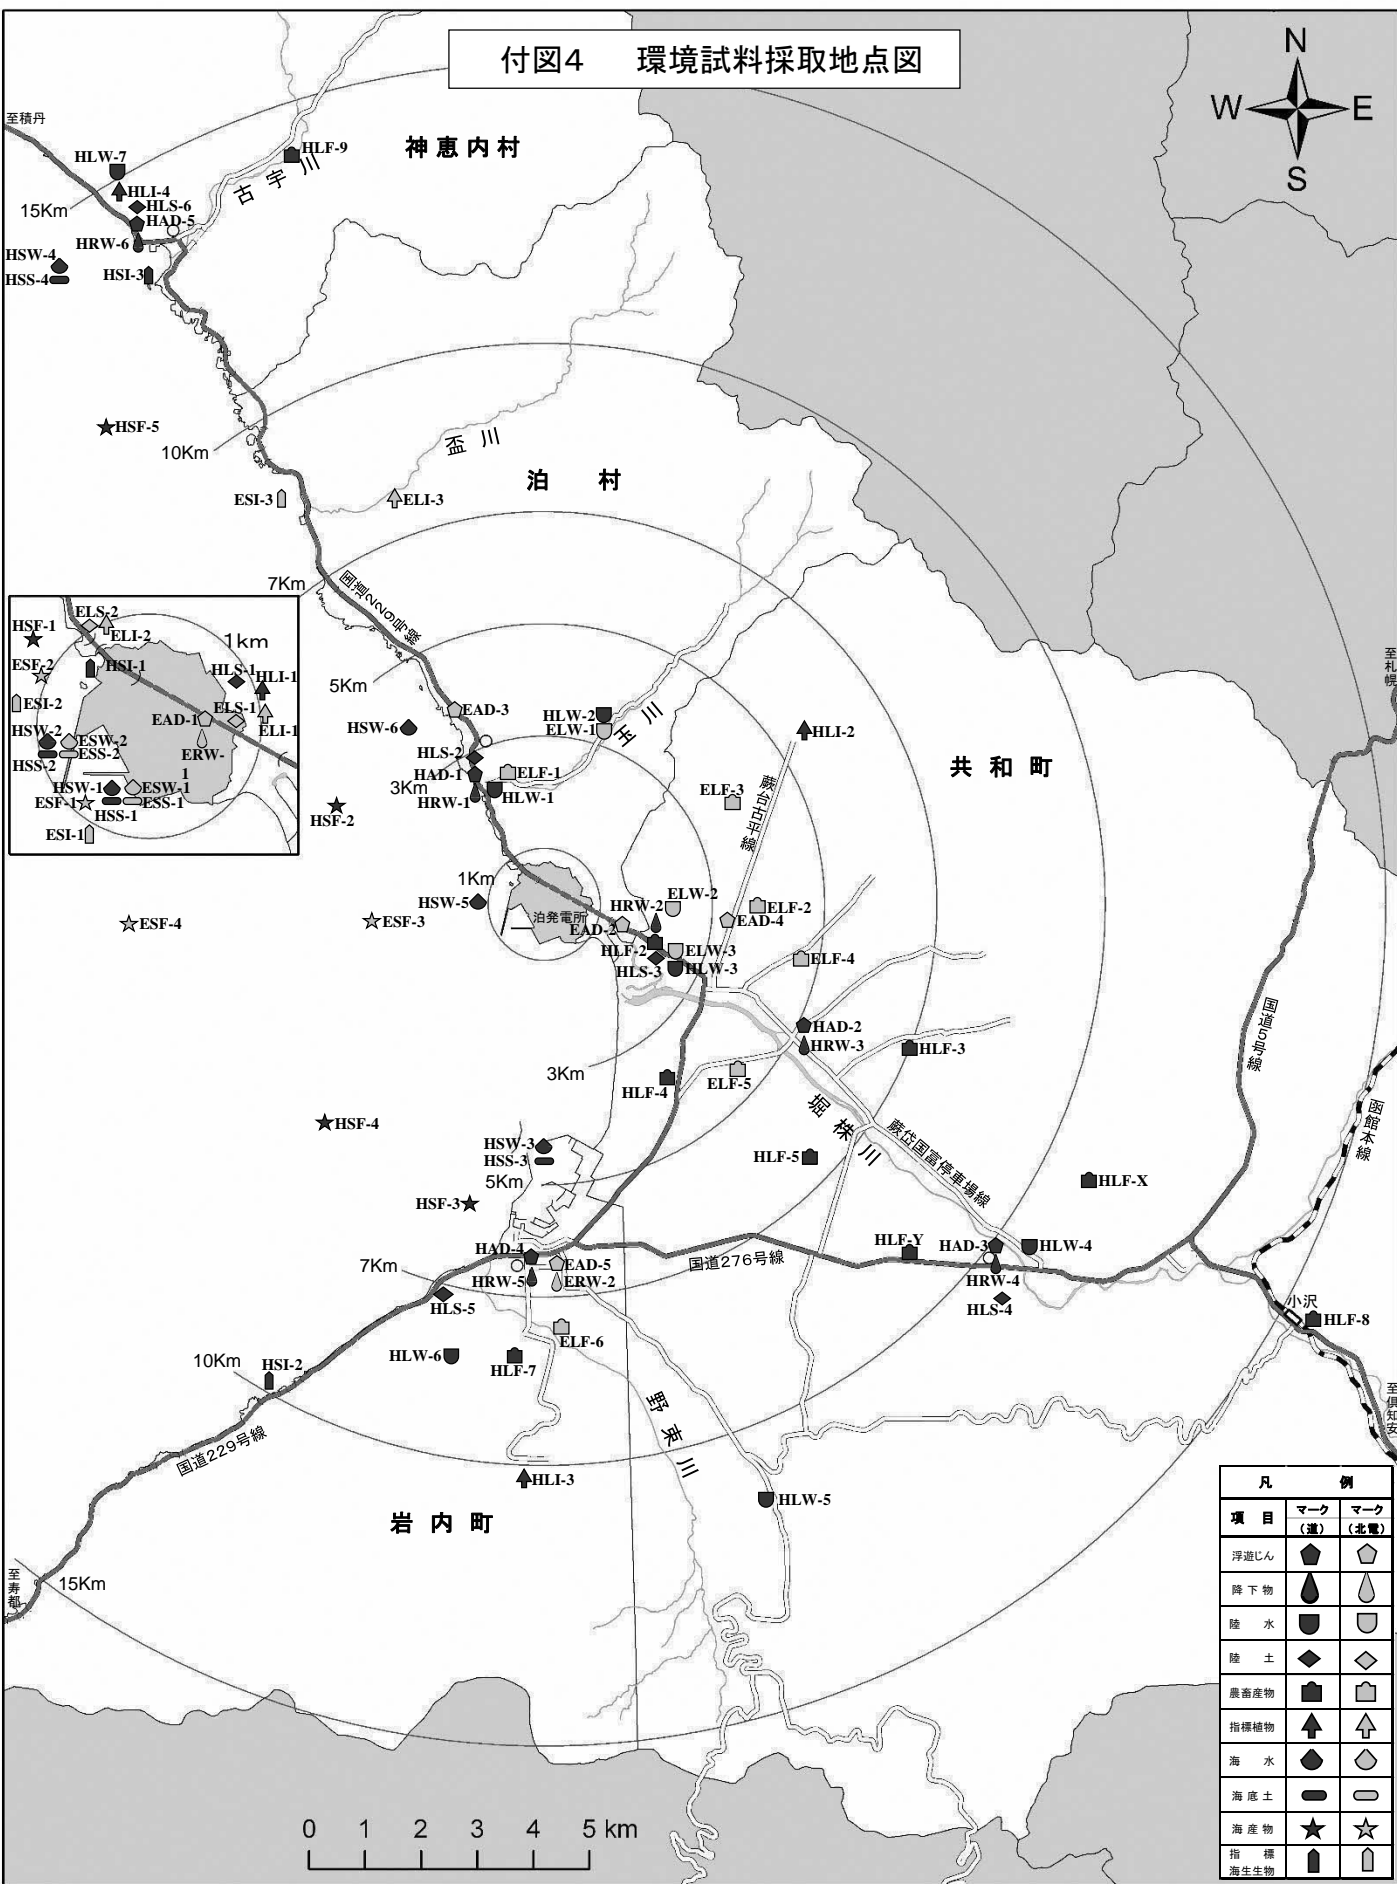 付図4 環境試料採取地点図
N
W E
S
至積丹
神恵内村
HLW-7
HLF-9
古宇川
HLI-4
HLS-6
15Km
HAD-5
HRW-6
HSW-4
HSS-4
HSI-3
HSF-5
10Km
盃川
泊 村
ESI-3
ELI-3
7Km
国道229号線
5Km
ELS-2
HSF-1
ELI-2
1km
ESF-2
HSI-1
HLS-1
HLI-1
ESI-2
EAD-1
ELS-1
ELI-1
HSW-2
ESW-2
HSS-2
ESS-2
ERW-
1
HSW-1
ESW-1
ESF-1
ESS-1
HSS-1
ESI-1
EAD-3
HSW-6
HLW-2
ELW-1
玉川
HLI-2
HLS-2
HAD-1
ELF-1
3Km
HRW-1
HLW-1
HSF-2
ELF-3
蕨台古平線
共和町
至札幌
1Km
HSW-5
泊発電所
ESF-4
ESF-3
ELW-2
HRW-2
EAD-2
ELF-2
EAD-4
HLF-2
ELW-3
HLS-3
HLW-3
ELF-4
HAD-2
HRW-3
HLF-3
国道5号線
3Km
HLF-4
ELF-5
堀株川
函館本線
HSF-4
HSW-3
HSS-3
蕨岱国富停車場線
HLF-5
5Km
HLF-X
HSF-3
HAD-4
HLF-Y
HAD-3
HLW-4
7Km
EAD-5
国道276号線
HRW-5
ERW-2
HRW-4
HLS-5
HLS-4
小沢
HLF-8
ELF-6
10Km
HLW-6
HLF-7
HSI-2
野束川
至倶知安
国道229号線
HLI-3
HLW-5
岩内町
至寿都
15Km
凡 例
項 目 マーク(道) マーク(北電)
浮遊じん
降下物
陸 水
陸 土
農畜産物
指標植物
海 水
海底土
海産物
指 標
海生生物
0 1 2 3 4 5 km